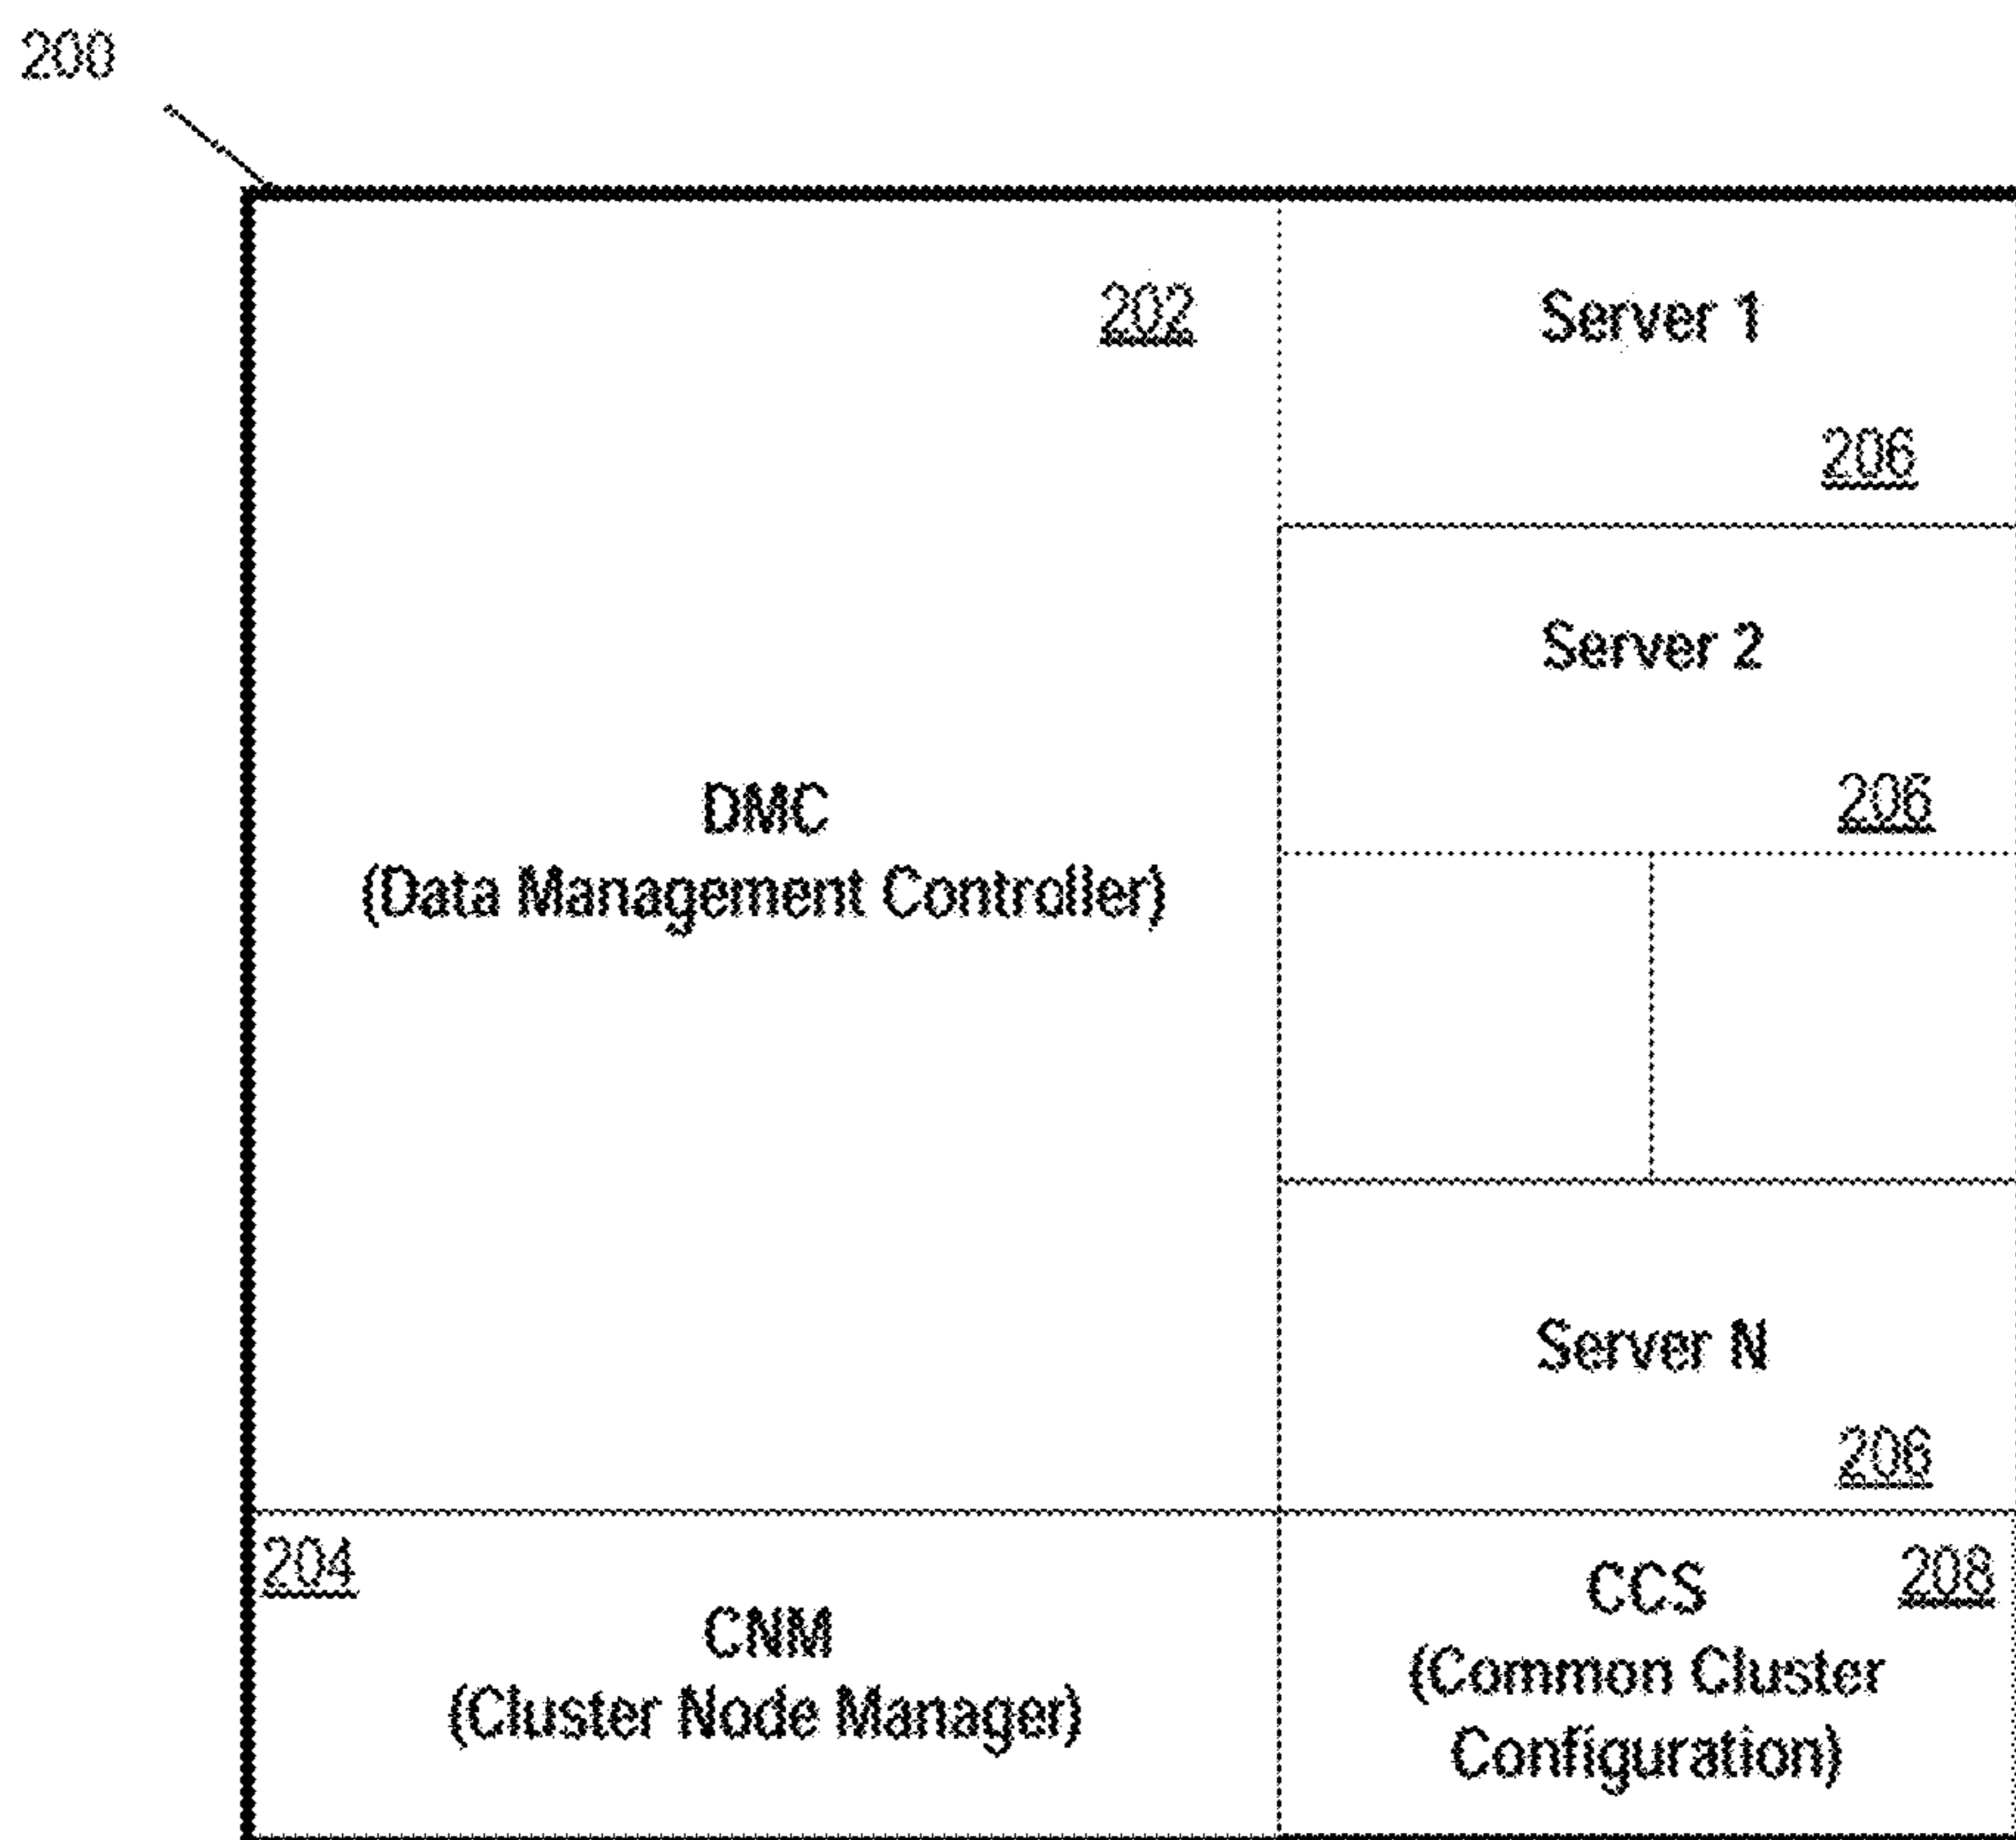 200
202
Server 1
206
Server 2
206
DMC
(Data Management Controller)
Server N
206
204
CNM
(Cluster Node Manager)
CCS
208
(Common Cluster
Configuration)